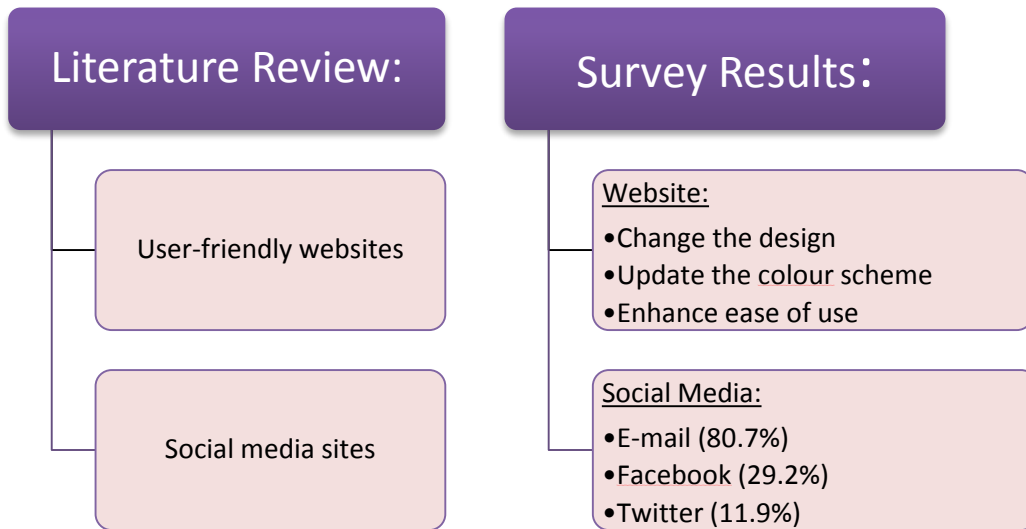 Literature Review:
User-friendly websites
Social media sites
Survey Results:
Website:
•Change the design
•Update the colour scheme
•Enhance ease of use
Social Media:
•E-mail (80.7%)
•Facebook (29.2%)
•Twitter (11.9%)